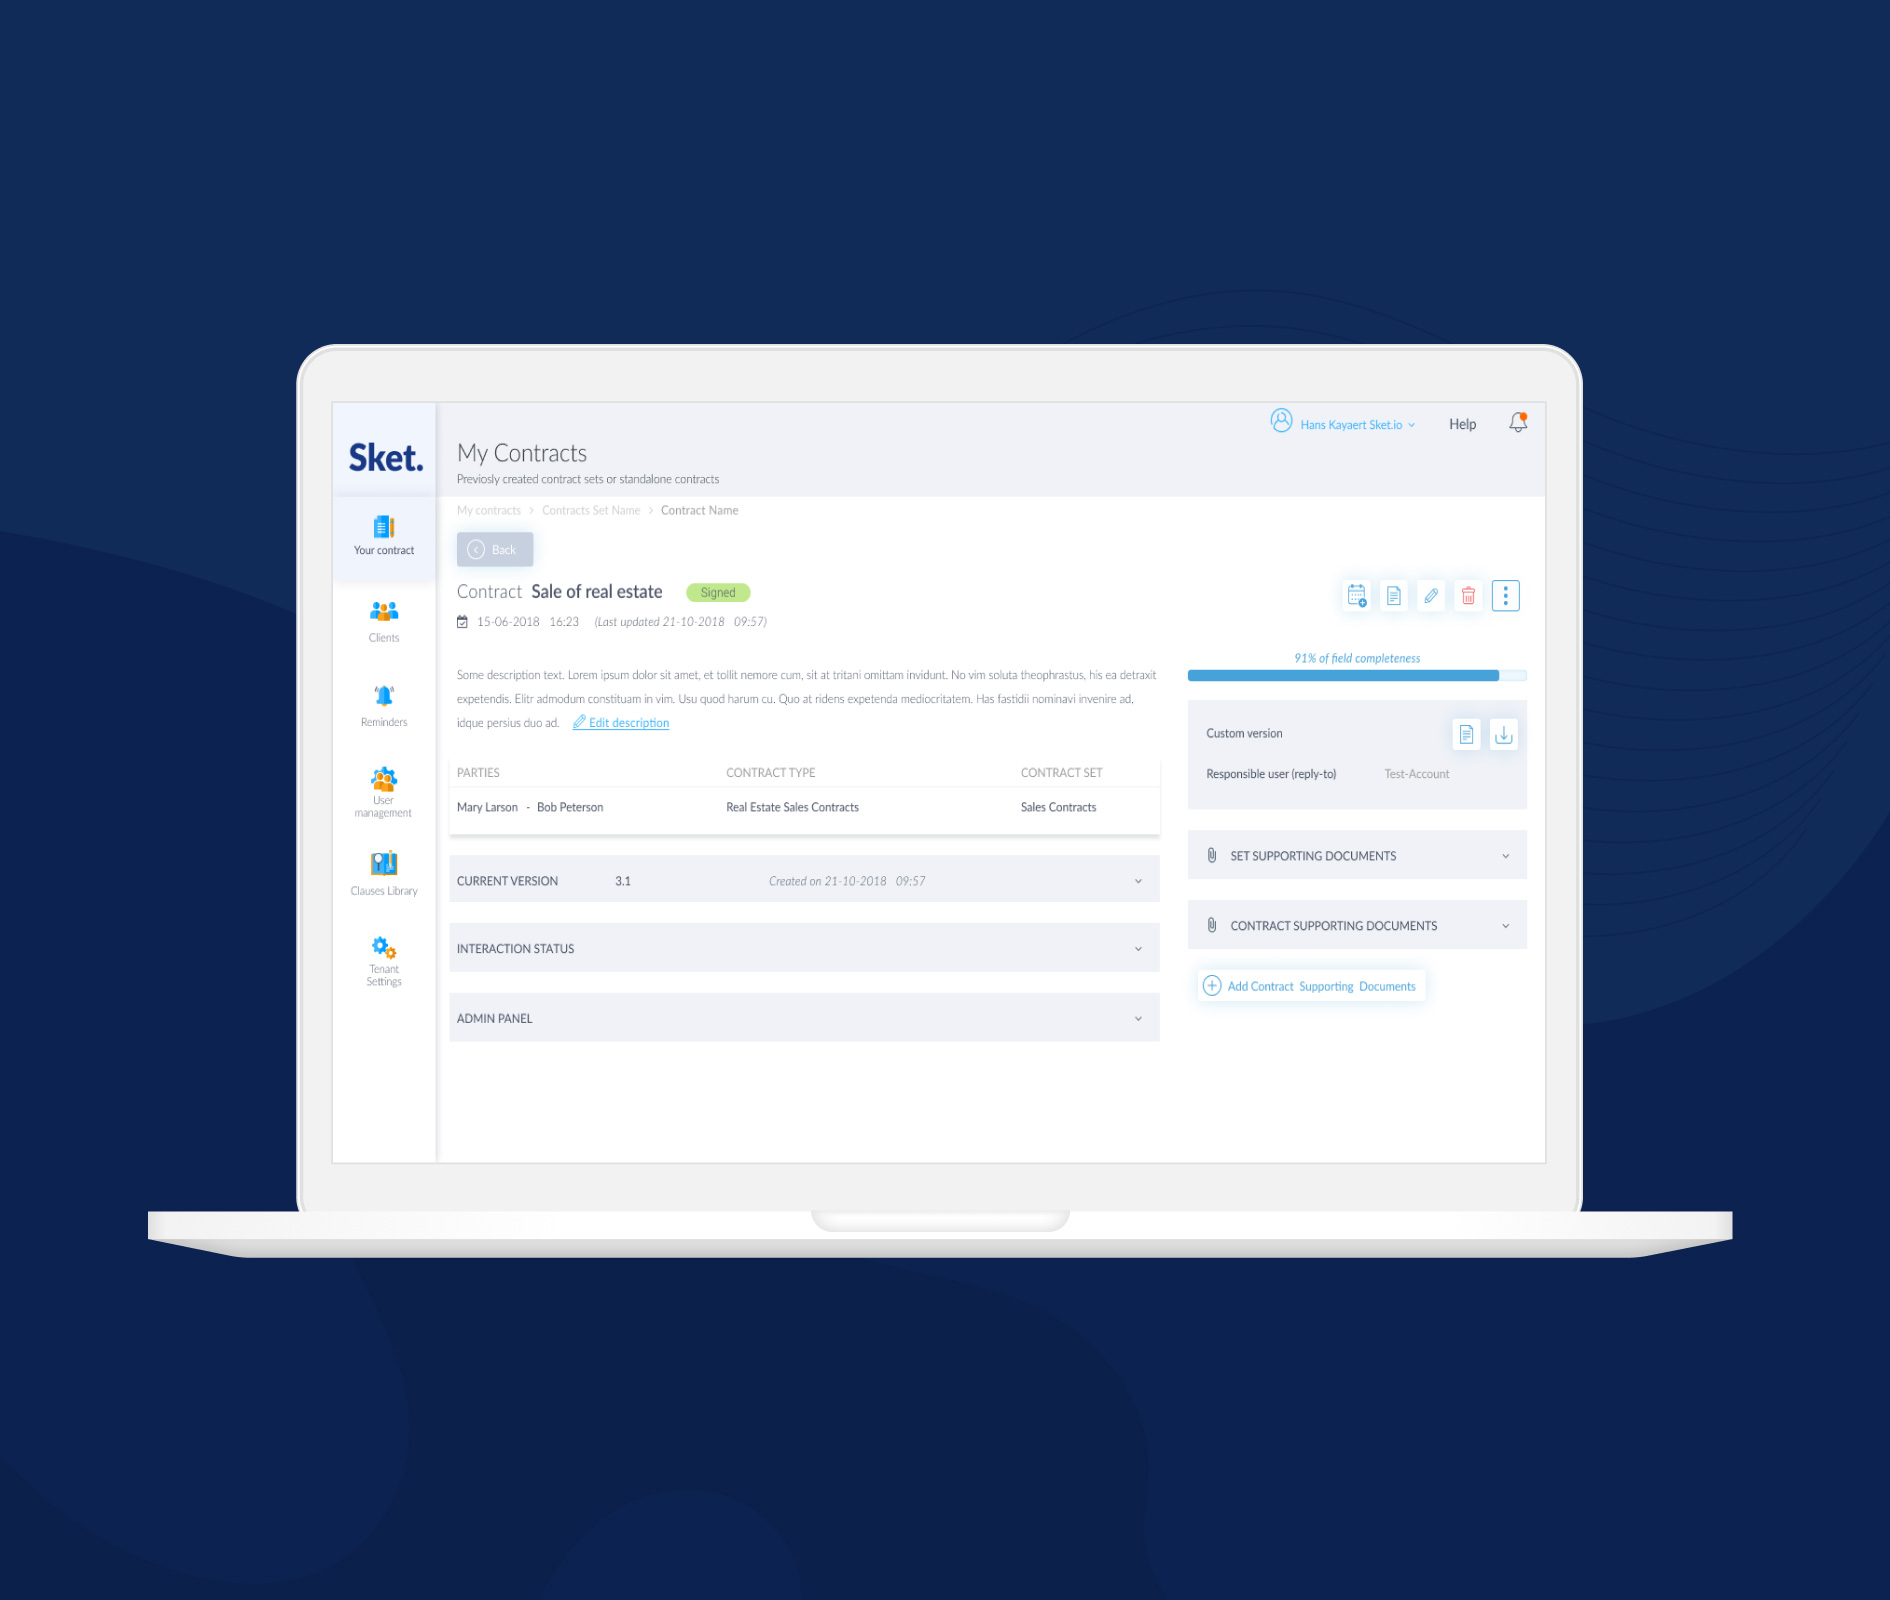 Sket.
Hans Kayaert Sket.io
Help
My Contracts
Previosly created contract sets or standalone contracts
Your contract
Clients
Reminders
User
management
Clauses Library
Tenant
Settings
My contracts > Contracts Set Name > Contract Name
Back
Contract Sale of real estate Signed
15-06-2018 16:23 (Last updated 21-10-2018 09:57)
Some description text. Lorem ipsum dolor sit amet, et tollit nemore cum, sit at tritani omittam invidunt. No vim soluta theophrastus, his ea detraxit
expetendis. Elitr admodum constituam in vim. Usu quod harum cu. Quo at ridens expetenda mediocritatem. Has fastidii nominavi invenire ad,
idque persius duo ad. Edit description
PARTIES CONTRACT TYPE CONTRACT SET
Mary Larson - Bob Peterson Real Estate Sales Contracts Sales Contracts
CURRENT VERSION 3.1 Created on 21-10-2018 09:57
INTERACTION STATUS
ADMIN PANEL
91% of field completeness
Custom version
Responsible user (reply-to) Test-Account
SET SUPPORTING DOCUMENTS
CONTRACT SUPPORTING DOCUMENTS
Add Contract Supporting Documents